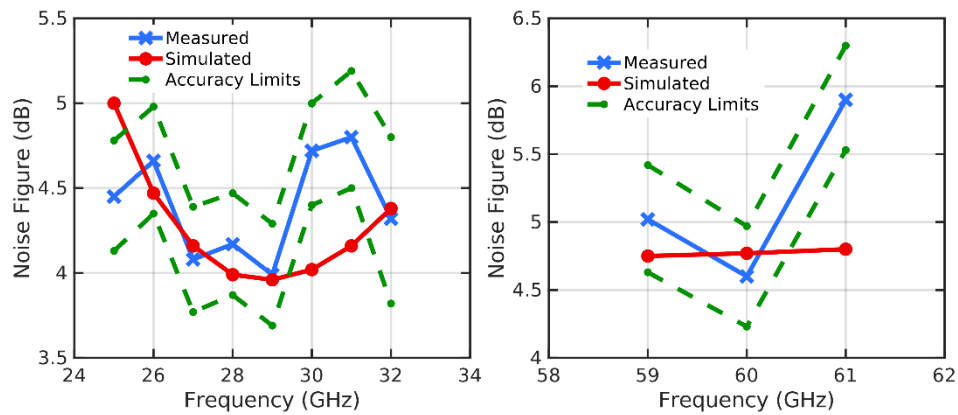 5.5
5
4.5
4
3.5
Noise Figure (dB)
Measured
Simulated
Accuracy Limits
24
26
28
30
32
34
Frequency (GHz)
6.5
6
5.5
5
4.5
4
Noise Figure (dB)
Measured
Simulated
Accuracy Limits
58
59
60
61
62
Frequency (GHz)